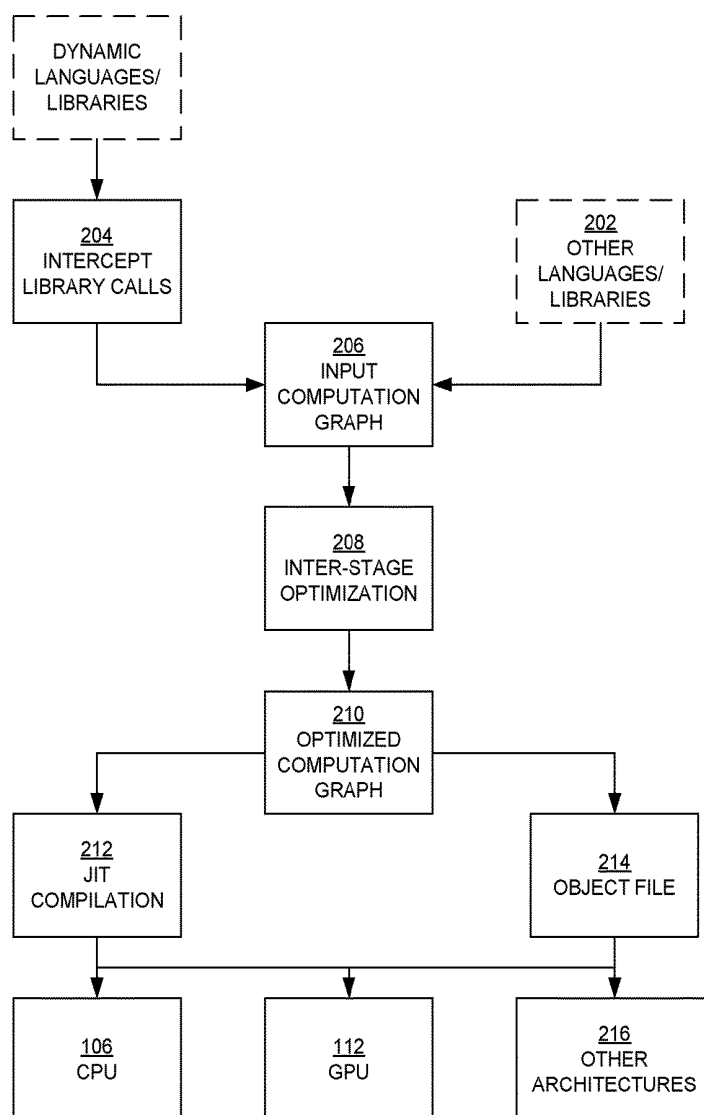 DYNAMIC
LANGUAGES/
LIBRARIES
204
INTERCEPT
LIBRARY CALLS
202
OTHER
LANGUAGES/
LIBRARIES
206
INPUT
COMPUTATION
GRAPH
208
INTER-STAGE
OPTIMIZATION
210
OPTIMIZED
COMPUTATION
GRAPH
212
JIT
COMPILATION
214
OBJECT FILE
106
CPU
112
GPU
216
OTHER
ARCHITECTURES